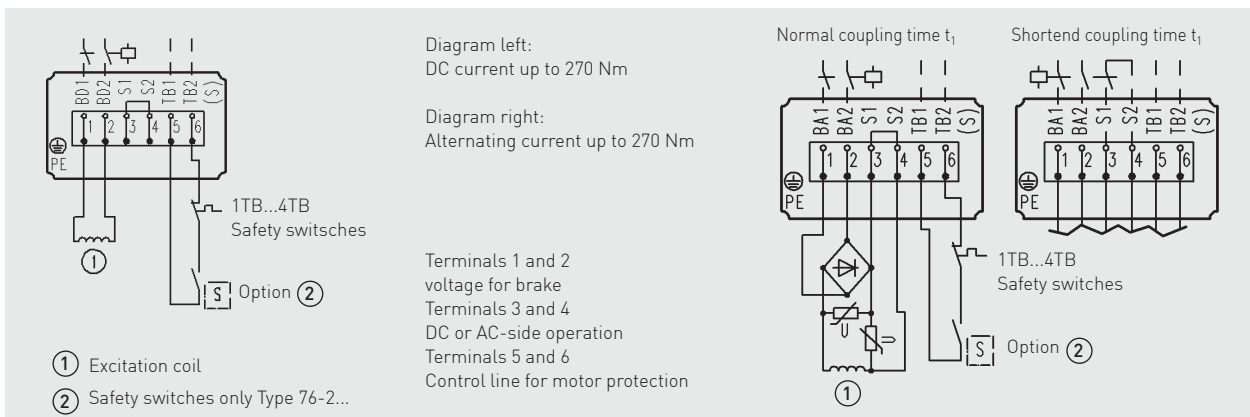 BD1 BD2 S1 S2 TB1 TB2 (S)
1 2 3 4 5 6
PE
1TB...4TB
Safety switsches
1
S Option 2
1 Excitation coil
2 Safety switches only Type 76-2...
Diagram left:
DC current up to 270 Nm
Diagram right:
Alternating current up to 270 Nm
Terminals 1 and 2
voltage for brake
Terminals 3 and 4
DC or AC-side operation
Terminals 5 and 6
Control line for motor protection
Normal coupling time t₁
BA1 BA2 S1 S2 TB1 TB2 (S)
1 2 3 4 5 6
PE
1TB...4TB
Safety switches
U
U
S Option 2
1
Shortend coupling time t₁
BA1 BA2 S1 S2 TB1 TB2 (S)
1 2 3 4 5 6
PE